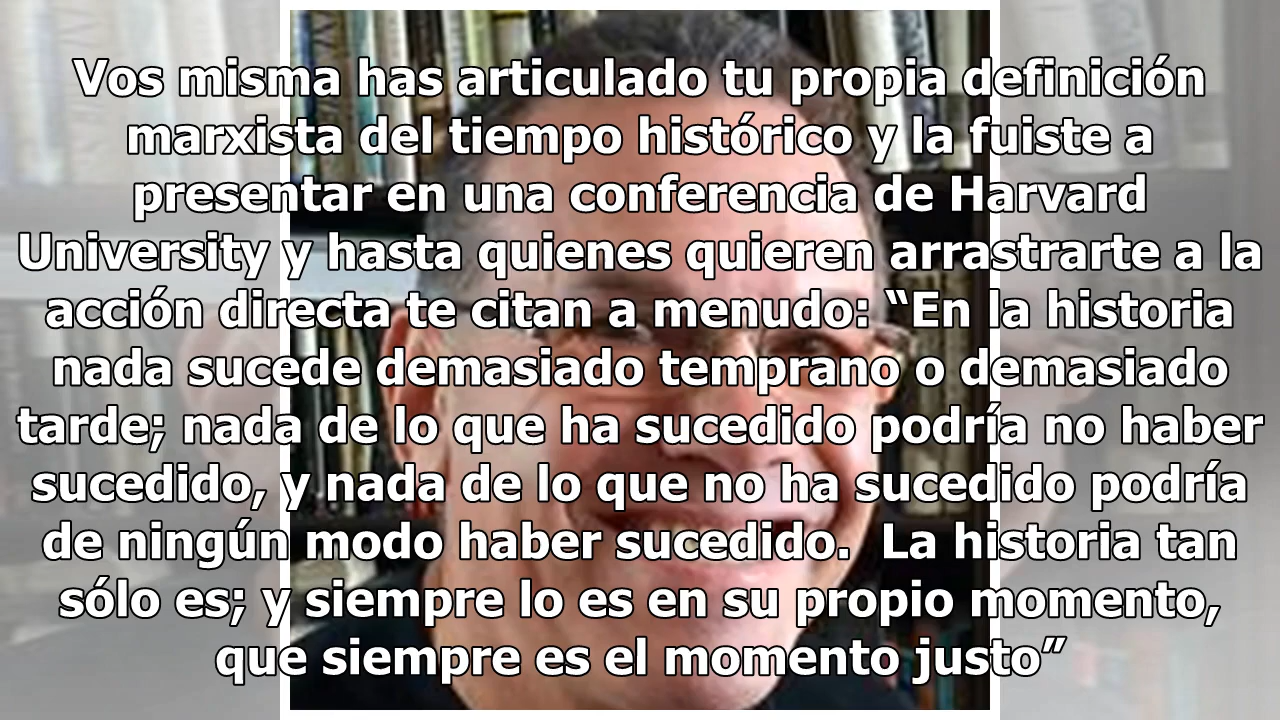 Vos misma has articulado tu propia definición
marxista del tiempo histórico y la fuiste a
presentar en una conferencia de Harvard
University y hasta quienes quieren arrastrarte a la
acción directa te citan a menudo: “En la historia
nada sucede demasiado temprano o demasiado
tarde; nada de lo que ha sucedido podría no haber
sucedido, y nada de lo que no ha sucedido podría
de ningún modo haber sucedido.  La historia tan
sólo es; y siempre lo es en su propio momento,
que siempre es el momento justo”